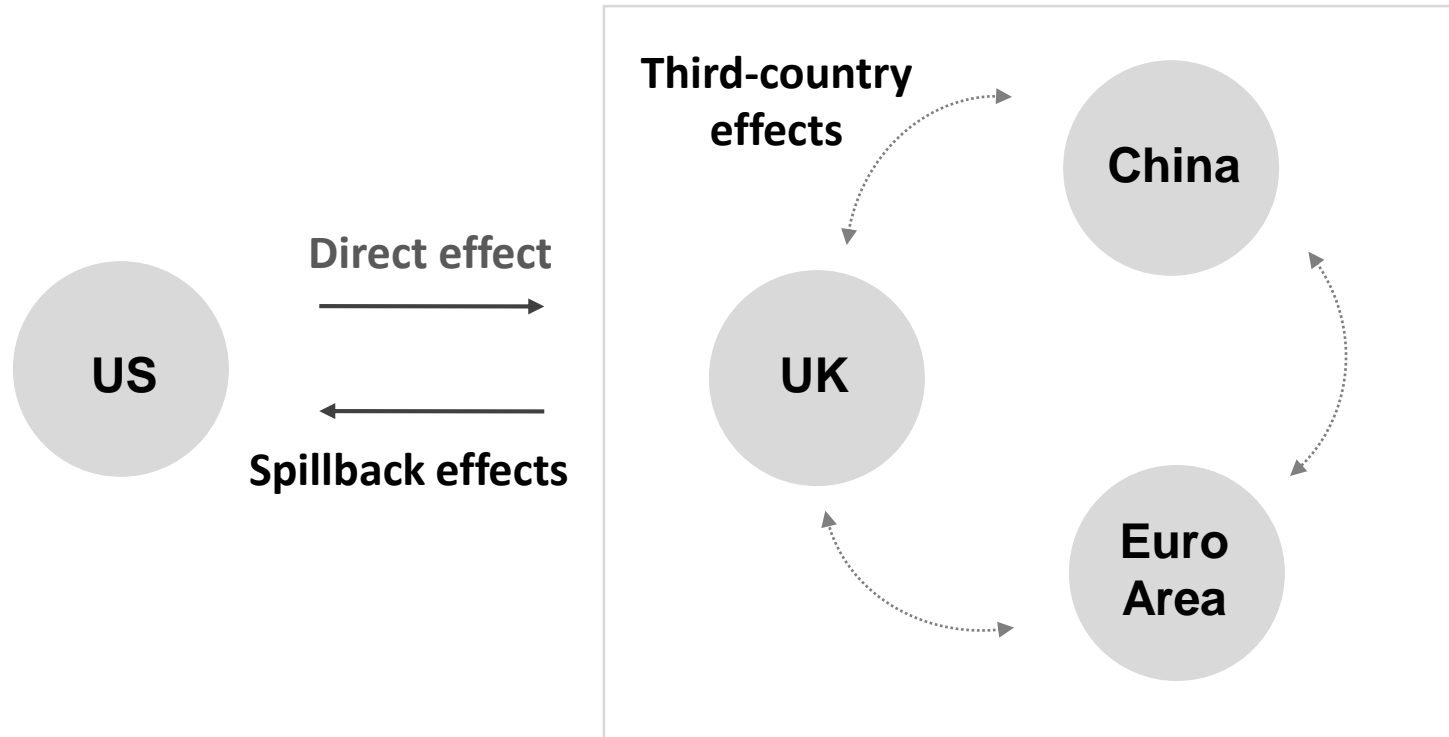 Third-country
effects
China
Direct effect
US
UK
Spillback effects
Euro
Area